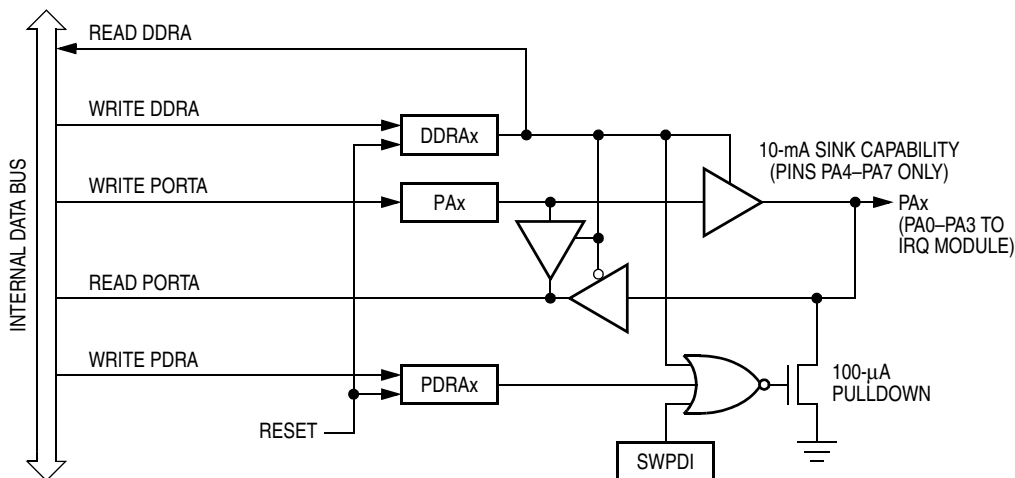 READ DDRA
WRITE DDRA
DDRAx
10-mA SINK CAPABILITY
(PINS PA4–PA7 ONLY)
WRITE PORTA
PAx
PAx
(PA0–PA3 TO
IRQ MODULE)
INTERNAL DATA BUS
READ PORTA
WRITE PDRA
PDRAx
100-µA
PULLDOWN
RESET
SWPDI